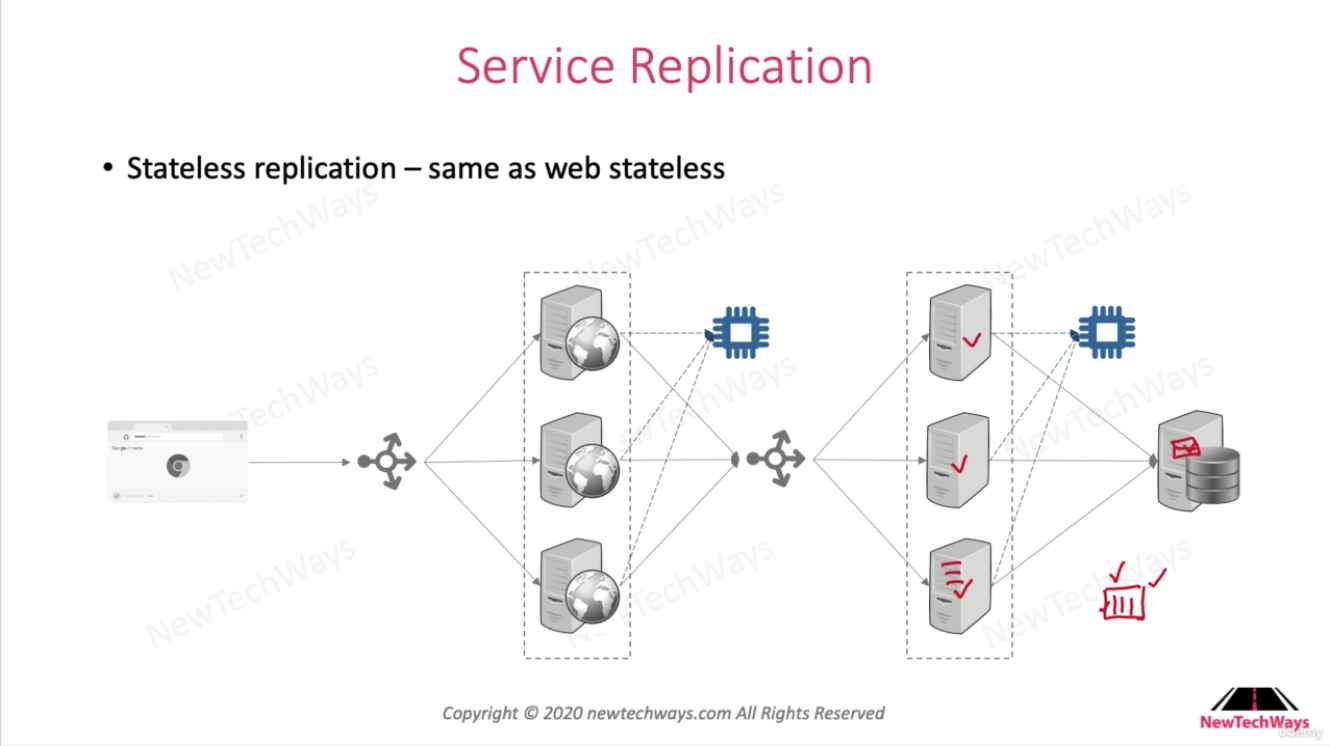 Service Replication
• Stateless replication – same as web stateless
NewTechWays
NewTechWays
NewTechWays
NewTechWays
NewTechWays
NewTechWays
NewTechWays
NewTechWays
NewTechWays
Copyright © 2020 newtechways.com All Rights Reserved
NewTechWays
udemy